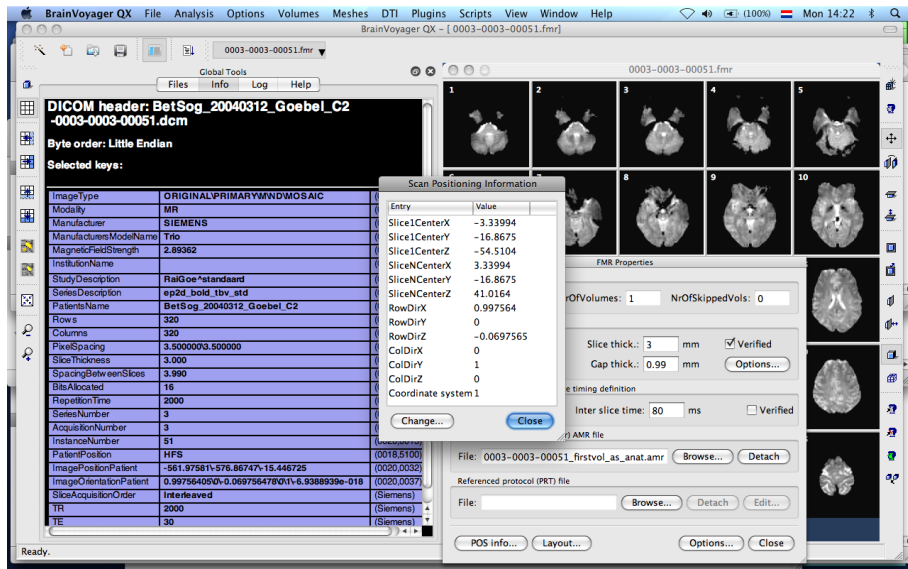 BrainVoyager QX File Analysis Options Volumes Meshes DTI Plugins Scripts View Window Help (100%) Mon 14:22
BrainVoyager QX – [ 0003-0003-00051.fmr]
0003-0003-00051.fmr
Global Tools
Files Info Log Help
DICOM header: BetSog_20040312_Goebel_C2
-0003-0003-00051.dcm
Byte order: Little Endian
Selected keys:
ImageType ORIGINAL\PRIMARY\M\ND\MOSAIC
Modality MR
Manufacturer SIEMENS
ManufacturersModelName Trio
MagneticFieldStrength 2.89362
InstitutionName
StudyDescription RaiGoe^standaard
SeriesDescription ep2d_bold_tbv_std
PatientsName BetSog_20040312_Goebel_C2
Rows 320
Columns 320
PixelSpacing 3.500000\3.500000
SliceThickness 3.000
SpacingBetweenSlices 3.990
BitsAllocated 16
RepetitionTime 2000
SeriesNumber 3
AcquisitionNumber 3
InstanceNumber 51
PatientPosition HFS (0018,5100)
ImagePositionPatient -561.97581\-576.86747\-15.446725 (0020,0032)
ImageOrientationPatient 0.99756405\0\-0.069756478\0\1\-6.9388939e-018 (0020,0037)
SliceAcquisitionOrder Interleaved (Siemens)
TR 2000 (Siemens)
TE 30 (Siemens)
Ready.
Scan Positioning Information
Entry Value
Slice1CenterX -3.33994
Slice1CenterY -16.8675
Slice1CenterZ -54.5104
SliceNCenterX 3.33994
SliceNCenterY -16.8675
SliceNCenterZ 41.0164
RowDirX 0.997564
RowDirY 0
RowDirZ -0.0697565
ColDirX 0
ColDirY 1
ColDirZ 0
Coordinate system 1
Change... Close
0003-0003-00051.fmr
1 2 3 4 5
8 9 10
FMR Properties
rOfVolumes: 1 NrOfSkippedVols: 0
Slice thick.: 3 mm Verified
Gap thick.: 0.99 mm Options...
e timing definition
Inter slice time: 80 ms Verified
) AMR file
File: 0003-0003-00051_firstvol_as_anat.amr Browse... Detach
Referenced protocol (PRT) file
File: Browse... Detach Edit...
POS info... Layout... Options... Close